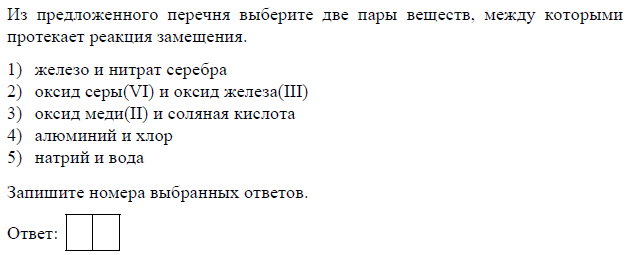 Из предложенного перечня выберите две пары веществ, между которыми
протекает реакция замещения.
1) железо и нитрат серебра
2) оксид серы(VI) и оксид железа(III)
3) оксид меди(II) и соляная кислота
4) алюминий и хлор
5) натрий и вода
Запишите номера выбранных ответов.
Ответ: